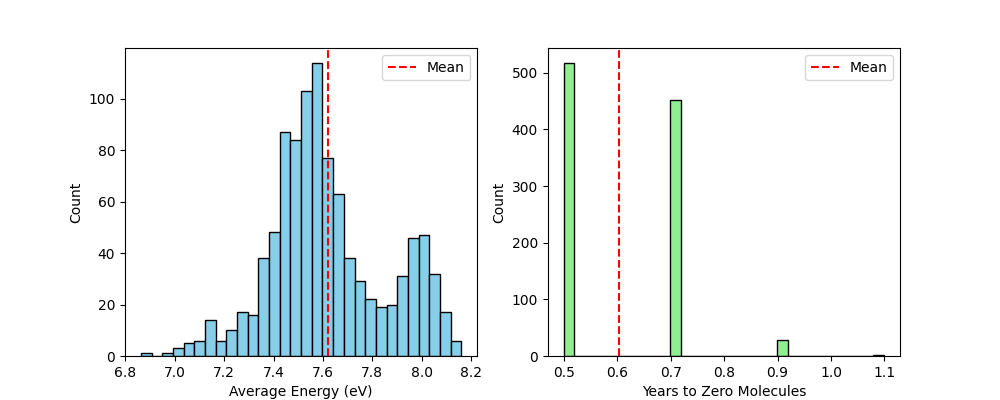 Mean
Count
100
80
60
40
20
0
6.8 7.0 7.2 7.4 7.6 7.8 8.0 8.2
Average Energy (eV)
Mean
Count
500
400
300
200
100
0
0.5 0.6 0.7 0.8 0.9 1.0 1.1
Years to Zero Molecules